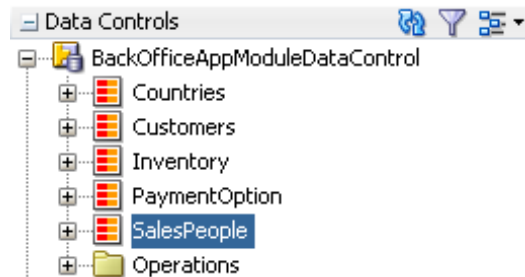 Data Controls
BackOfficeAppModuleDataControl
Countries
Customers
Inventory
PaymentOption
SalesPeople
Operations